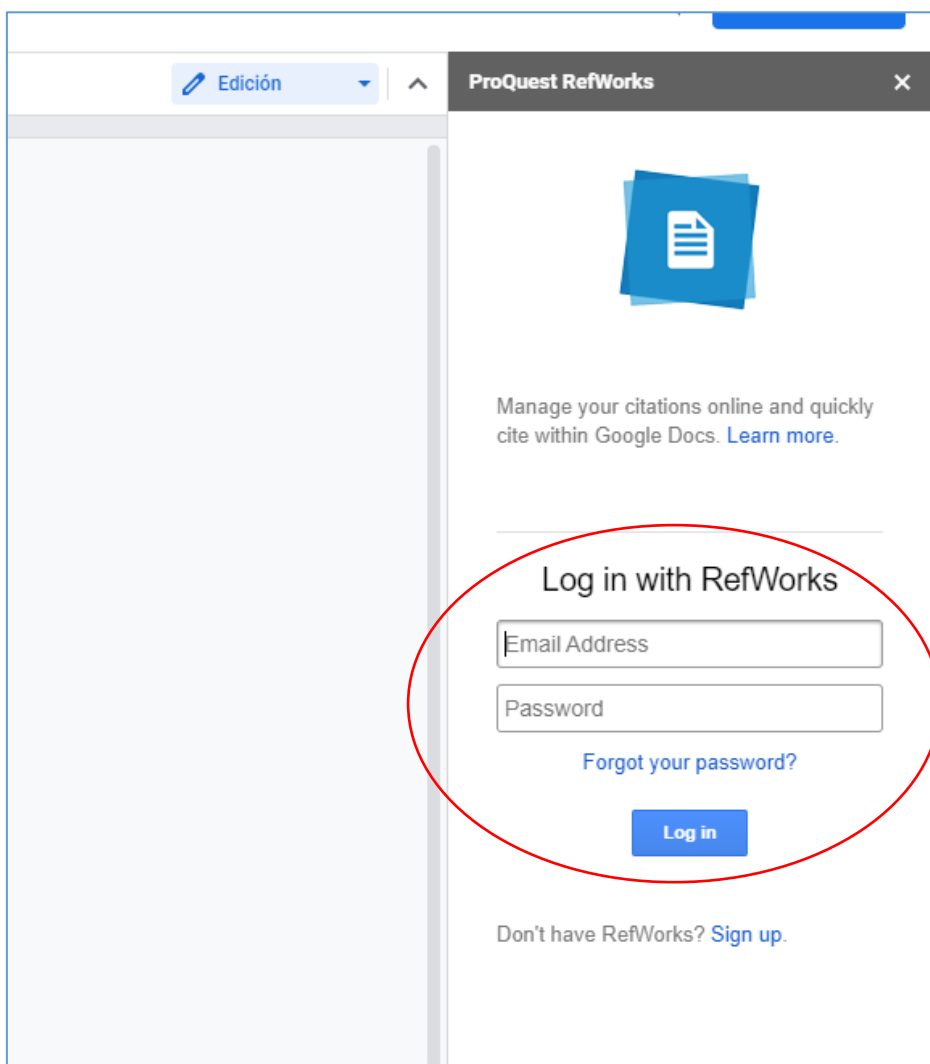 Edición
ProQuest RefWorks
Manage your citations online and quickly
cite within Google Docs. Learn more.
Log in with RefWorks
Email Address
Password
Forgot your password?
Log in
Don't have RefWorks? Sign up.